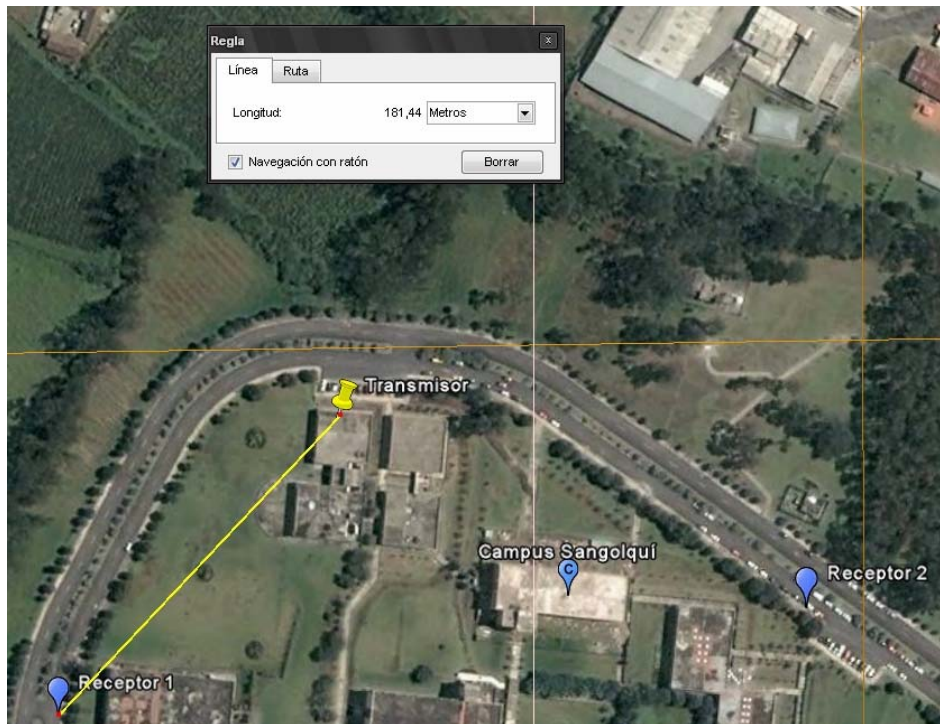 Regla
x
Línea
Ruta
Longitud:
181,44
Metros
Navegación con ratón
Borrar
Transmisor
Campus Sangolquí
C
Receptor 2
Receptor 1